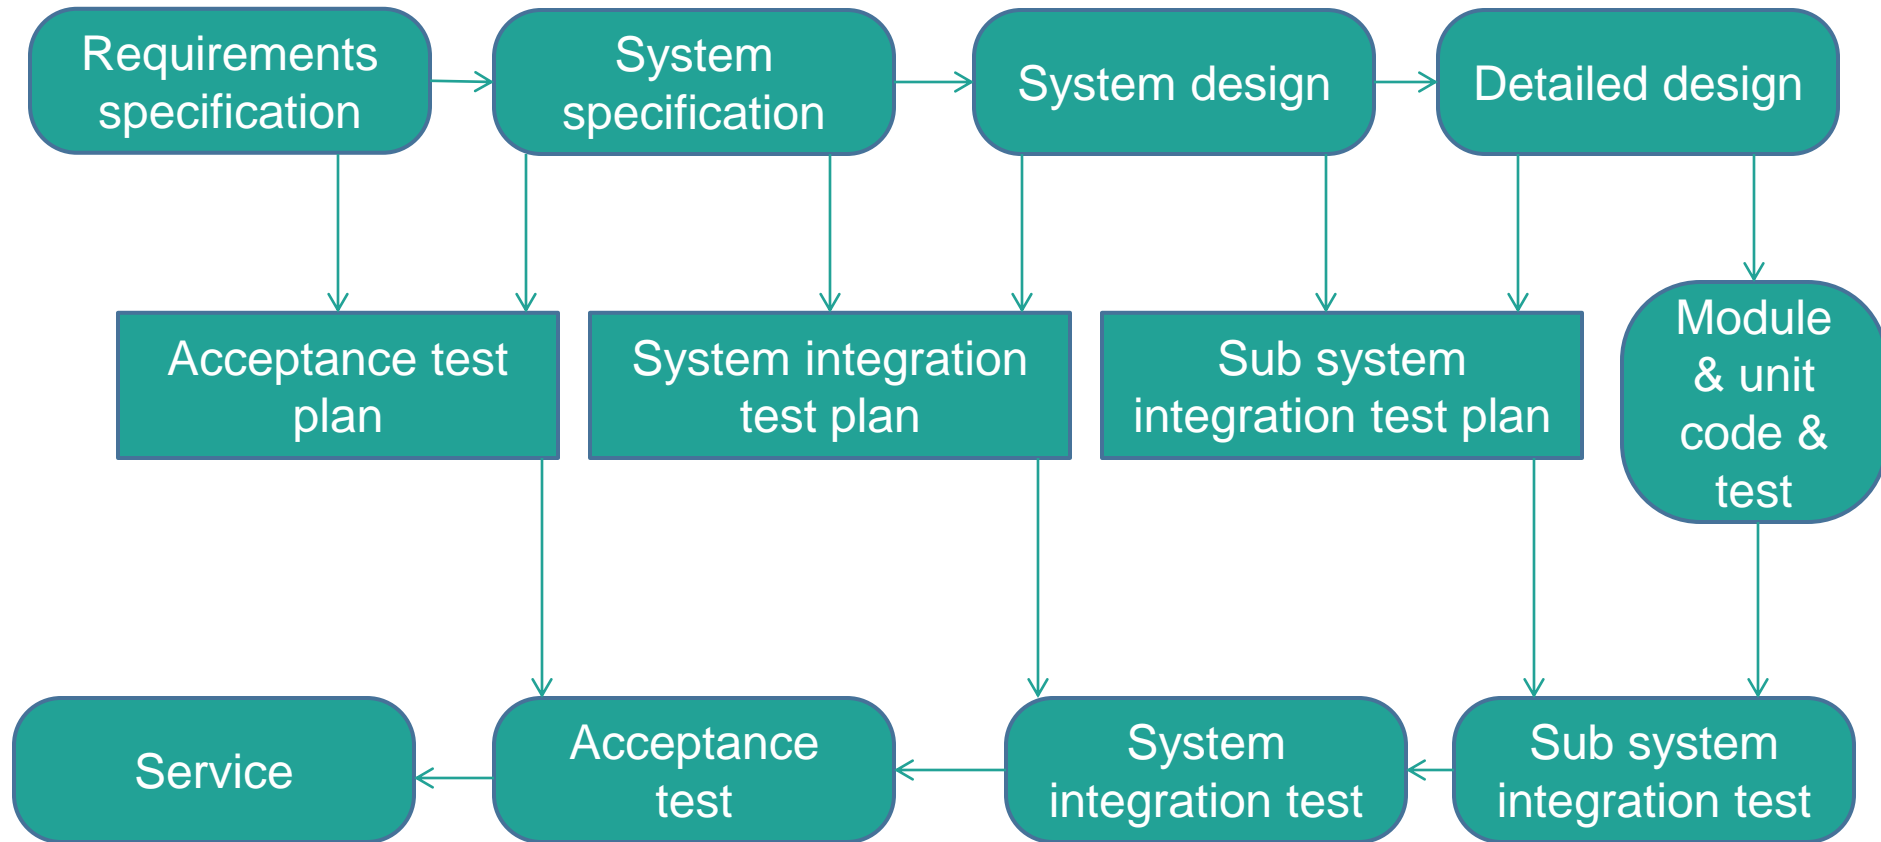 Requirements
specification
System
specification
System design
Detailed design
Acceptance test
plan
System integration
test plan
Sub system
integration test plan
Module
& unit
code &
test
Service
Acceptance
test
System
integration test
Sub system
integration test